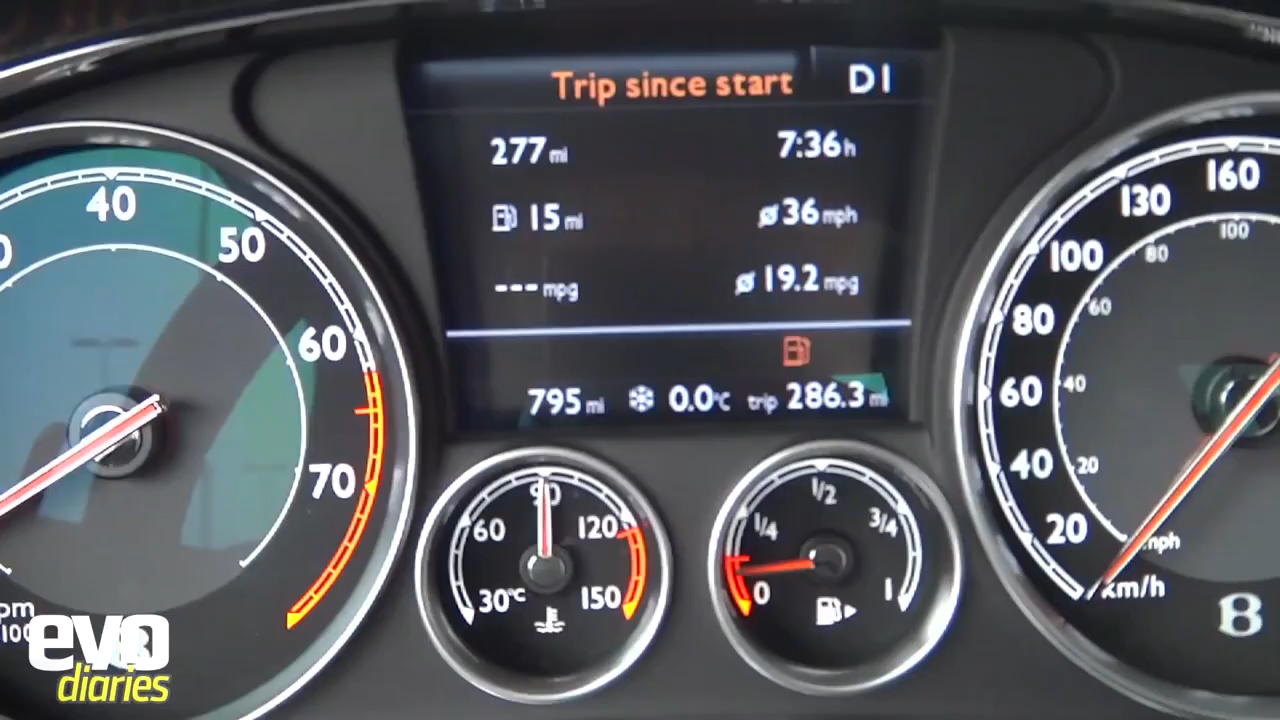 Trip since start D1
277 mi 7:36 h
15 mi ø 36 mph
--- mpg ø 19.2 mpg
795 mi 0.0°C trip 286.3 mi
40
50
60
70
30°C
60
90
120
150
0
1/4
1/2
3/4
1
20
40
60
80
100
130
160
20
40
60
80
100
mph
km/h
B
evo
diaries